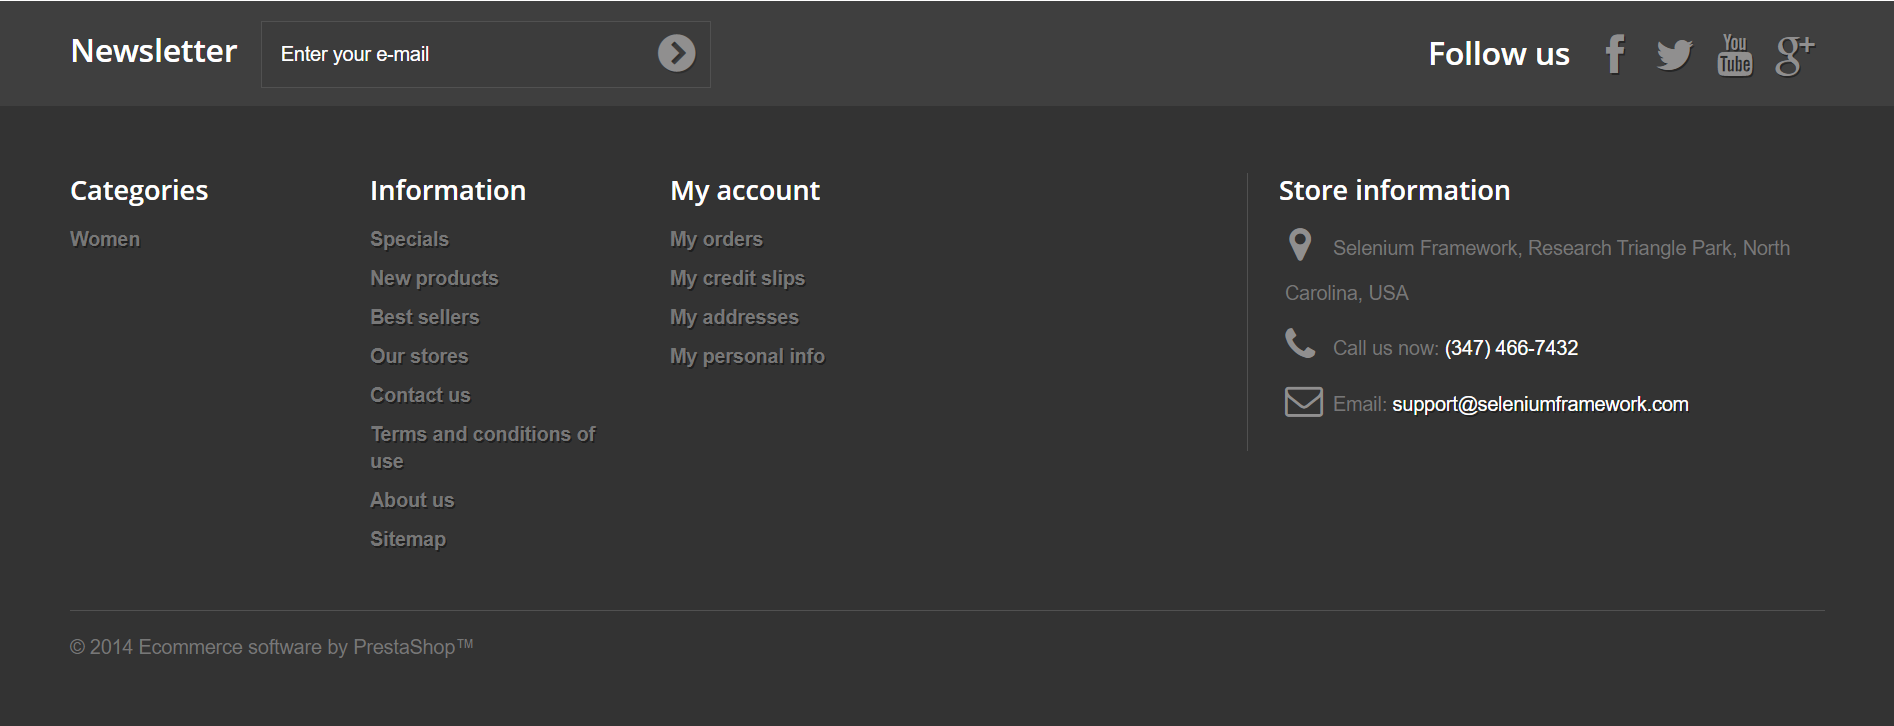 Newsletter
Enter your e-mail
Follow us
You
Tube
g+
Categories
Women
Information
Specials
New products
Best sellers
Our stores
Contact us
Terms and conditions of
use
About us
Sitemap
My account
My orders
My credit slips
My addresses
My personal info
Store information
Selenium Framework, Research Triangle Park, North
Carolina, USA
Call us now: (347) 466-7432
Email: support@seleniumframework.com
© 2014 Ecommerce software by PrestaShop™